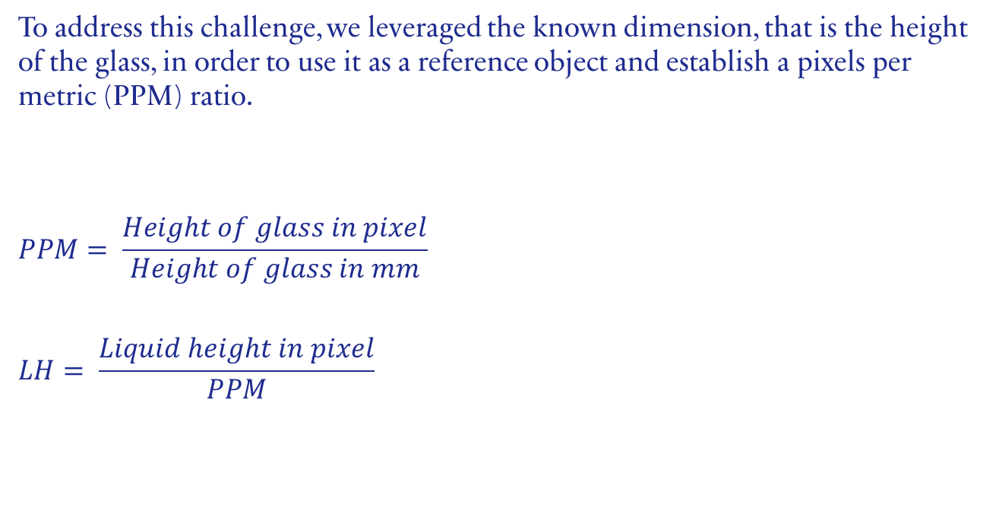 To address this challenge, we leveraged the known dimension, that is the height
of the glass, in order to use it as a reference object and establish a pixels per
metric (PPM) ratio.
PPM = Height of glass in pixel / Height of glass in mm
LH = Liquid height in pixel / PPM